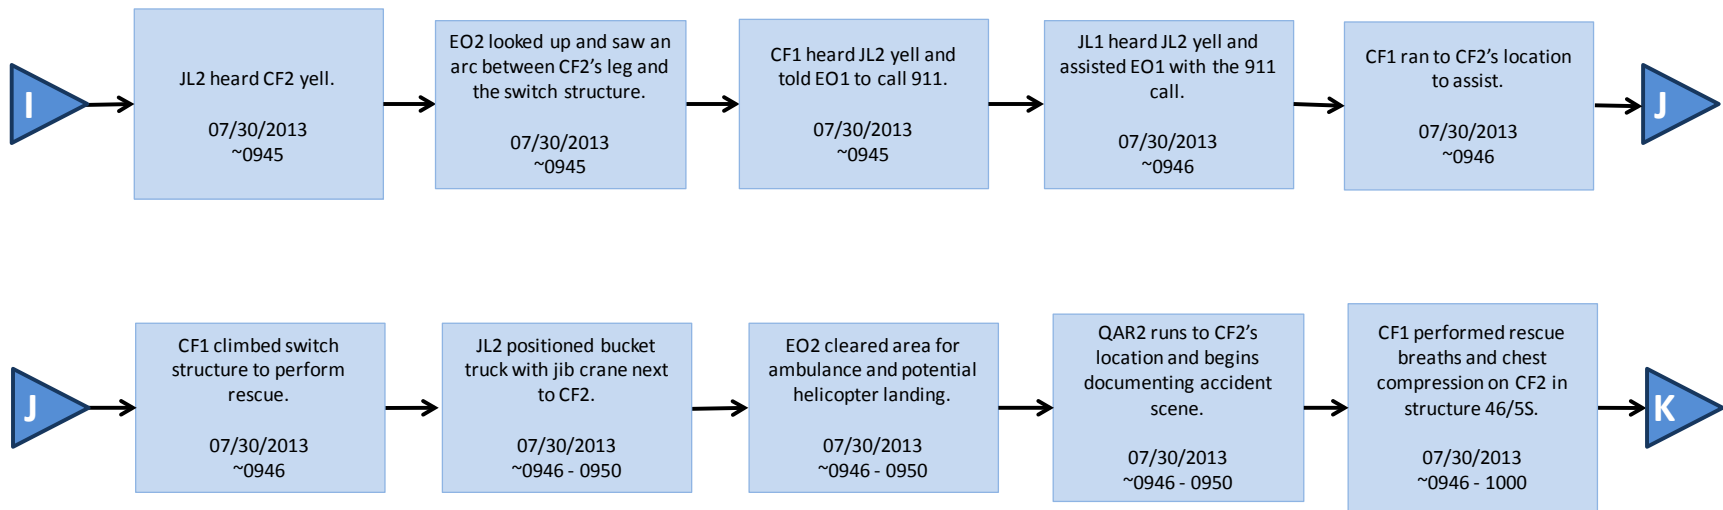 I
JL2 heard CF2 yell.
07/30/2013
~0945
EO2 looked up and saw an
arc between CF2's leg and
the switch structure.
07/30/2013
~0945
CF1 heard JL2 yell and
told EO1 to call 911.
07/30/2013
~0945
JL1 heard JL2 yell and
assisted EO1 with the 911
call.
07/30/2013
~0946
CF1 ran to CF2's location
to assist.
07/30/2013
~0946
J
J
CF1 climbed switch
structure to perform
rescue.
07/30/2013
~0946
JL2 positioned bucket
truck with jib crane next
to CF2.
07/30/2013
~0946 - 0950
EO2 cleared area for
ambulance and potential
helicopter landing.
07/30/2013
~0946 - 0950
QAR2 runs to CF2's
location and begins
documenting accident
scene.
07/30/2013
~0946 - 0950
CF1 performed rescue
breaths and chest
compression on CF2 in
structure 46/5S.
07/30/2013
~0946 - 1000
K